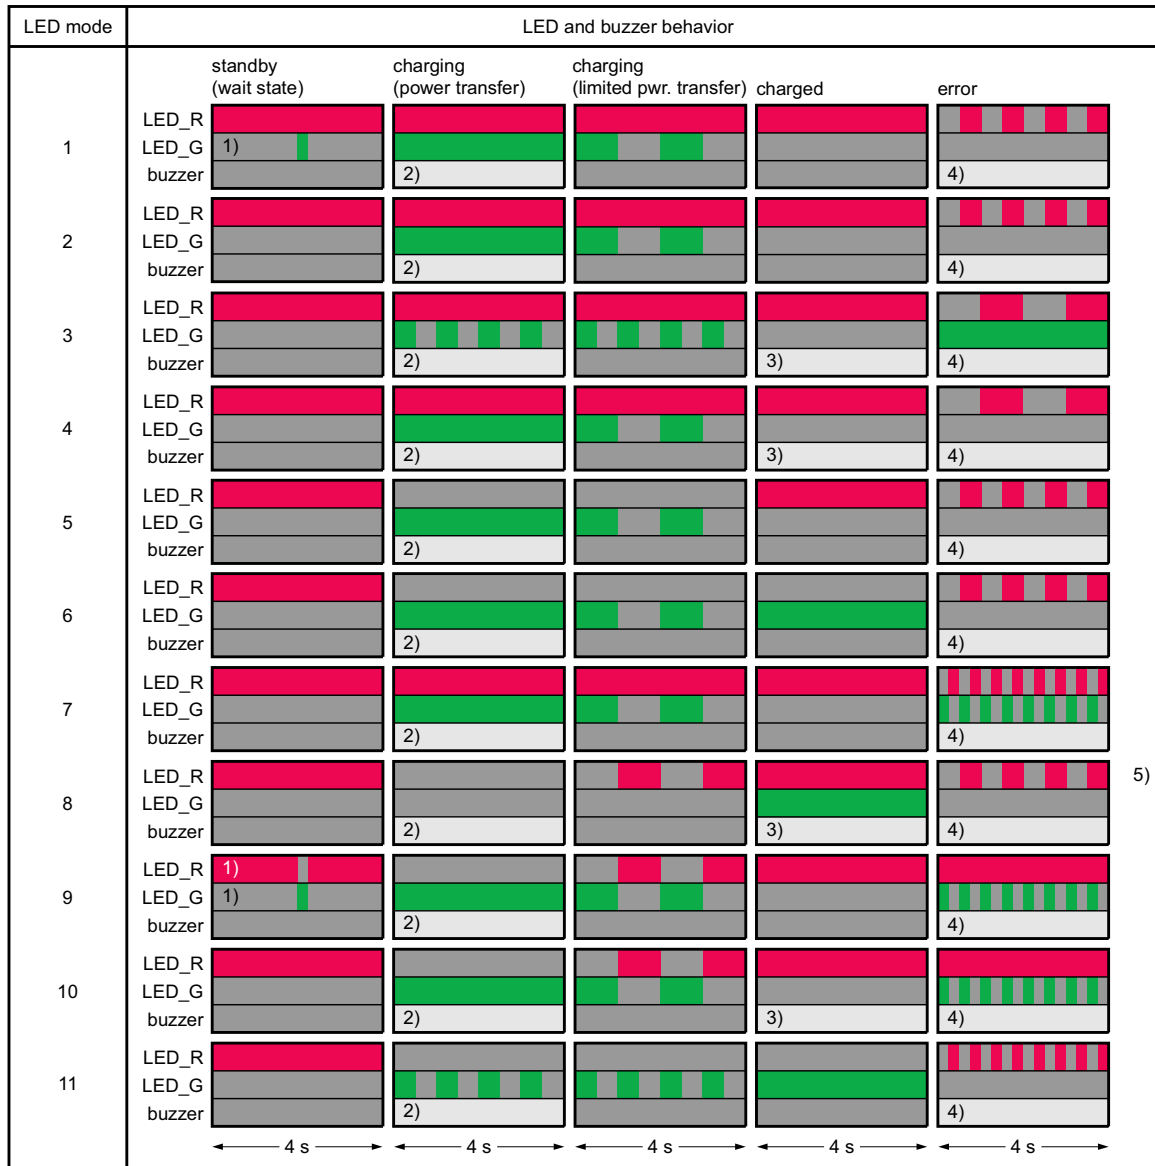 LED mode
LED and buzzer behavior
standby
(wait state)
charging
(power transfer)
charging
(limited pwr. transfer)
charged
error
1
LED_R
LED_G
1)
buzzer
2)
4)
2
LED_R
LED_G
buzzer
2)
4)
3
LED_R
LED_G
buzzer
2)
3)
4)
4
LED_R
LED_G
buzzer
2)
3)
4)
5
LED_R
LED_G
buzzer
2)
4)
6
LED_R
LED_G
buzzer
2)
4)
7
LED_R
LED_G
buzzer
2)
4)
5)
8
LED_R
LED_G
buzzer
2)
3)
4)
9
LED_R
1)
LED_G
1)
buzzer
2)
4)
10
LED_R
LED_G
buzzer
2)
3)
4)
11
LED_R
LED_G
buzzer
2)
4)
4 s
4 s
4 s
4 s
4 s